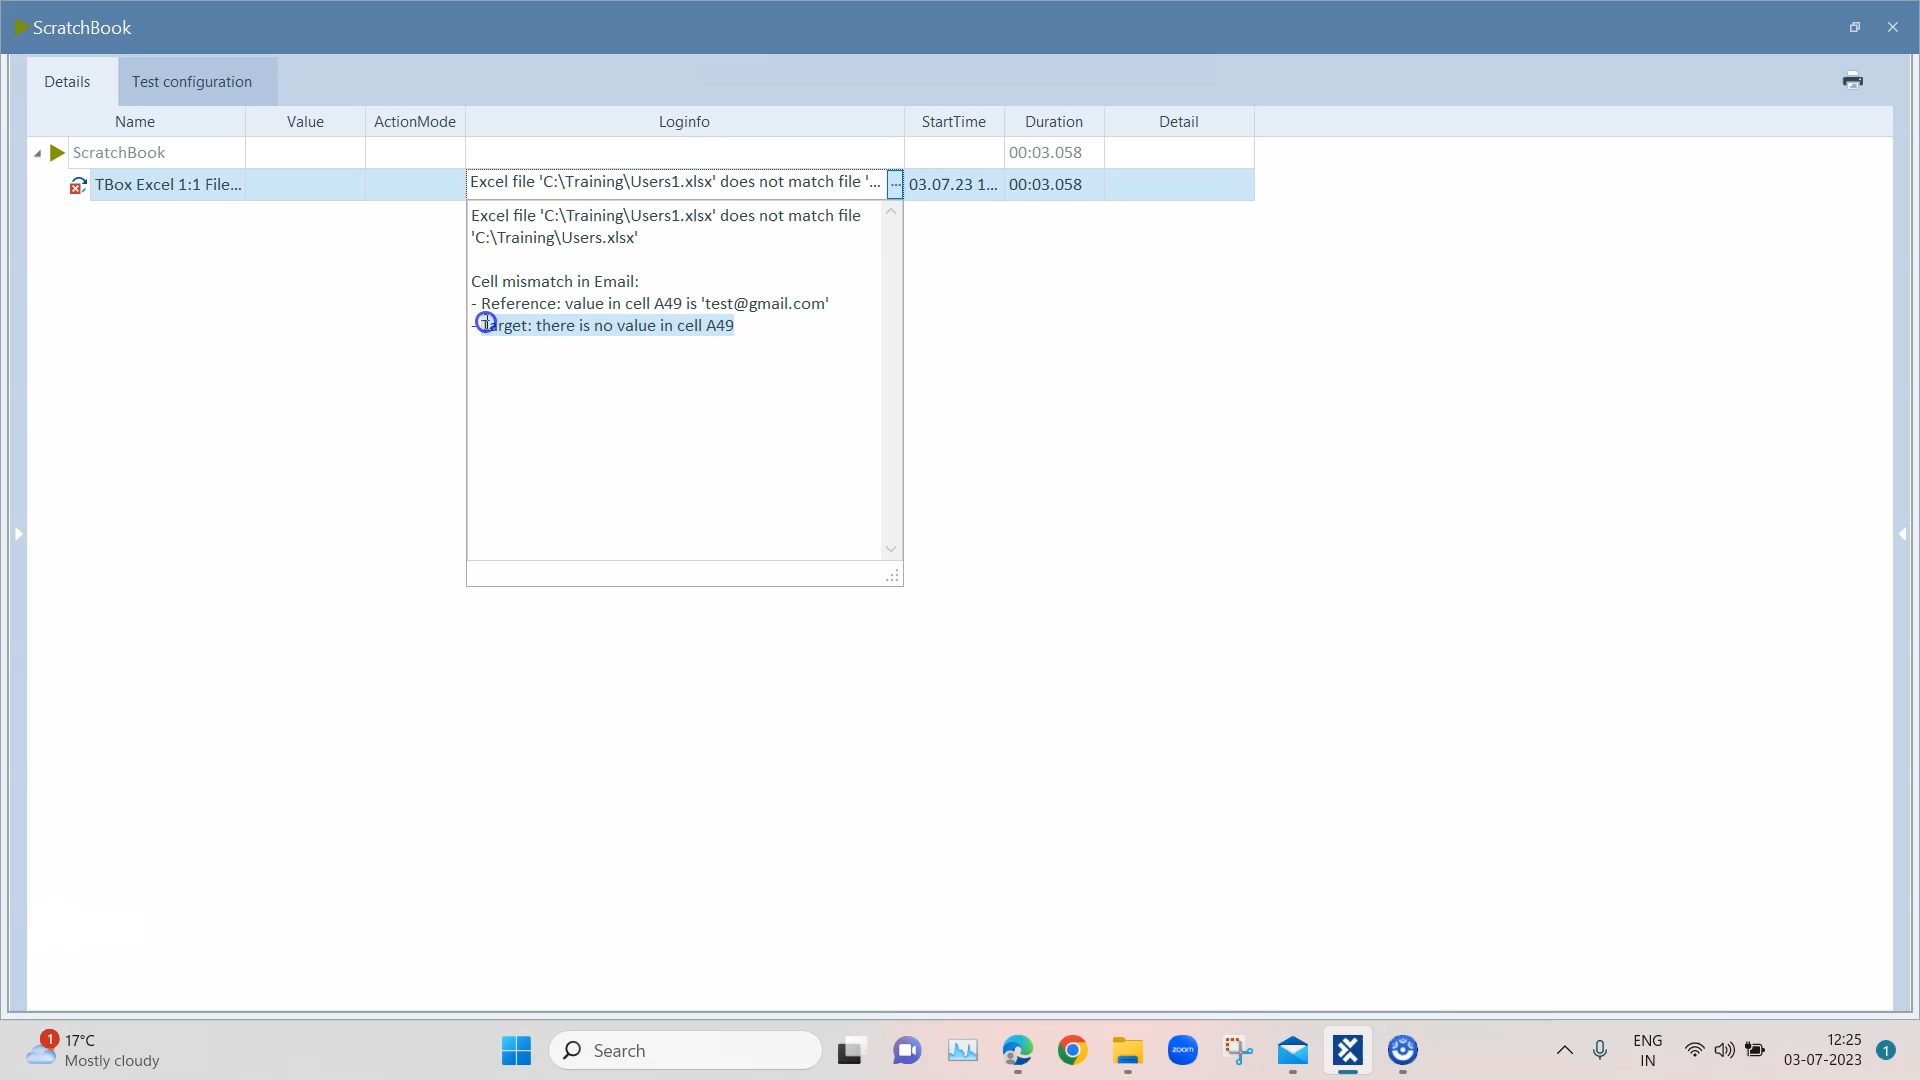 ScratchBook
Details
Test configuration
Name
Value
ActionMode
Loginfo
StartTime
Duration
Detail
ScratchBook
00:03.058
TBox Excel 1:1 File...
Excel file 'C:\Training\Users1.xlsx' does not match file '...
...
03.07.23 1...
00:03.058
Excel file 'C:\Training\Users1.xlsx' does not match file
'C:\Training\Users.xlsx'
Cell mismatch in Email:
- Reference: value in cell A49 is 'test@gmail.com'
- Target: there is no value in cell A49
1
17°C
Mostly cloudy
Search
zoom
ENG
IN
12:25
03-07-2023
1